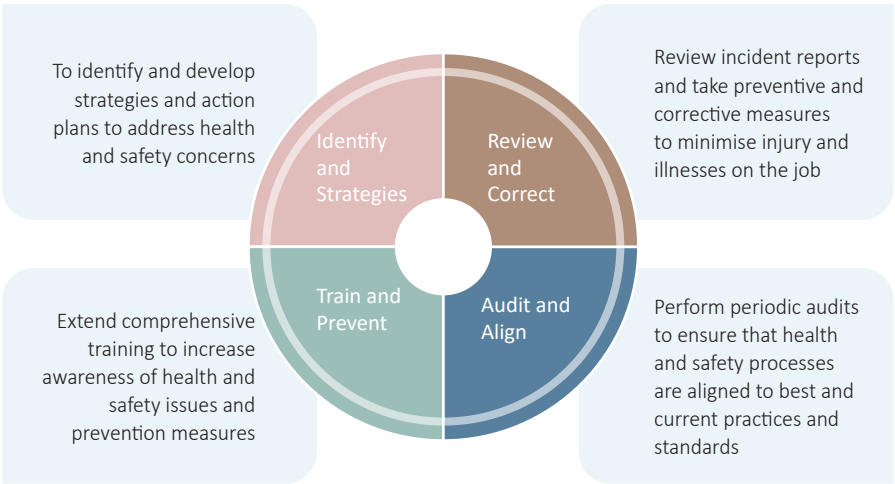 To identify and develop
strategies and action
plans to address health
and safety concerns
Identify
and
Strategies
Review
and
Correct
Review incident reports
and take preventive and
corrective measures
to minimise injury and
illnesses on the job
Extend comprehensive
training to increase
awareness of health and
safety issues and
prevention measures
Train and
Prevent
Audit and
Align
Perform periodic audits
to ensure that health
and safety processes
are aligned to best and
current practices and
standards